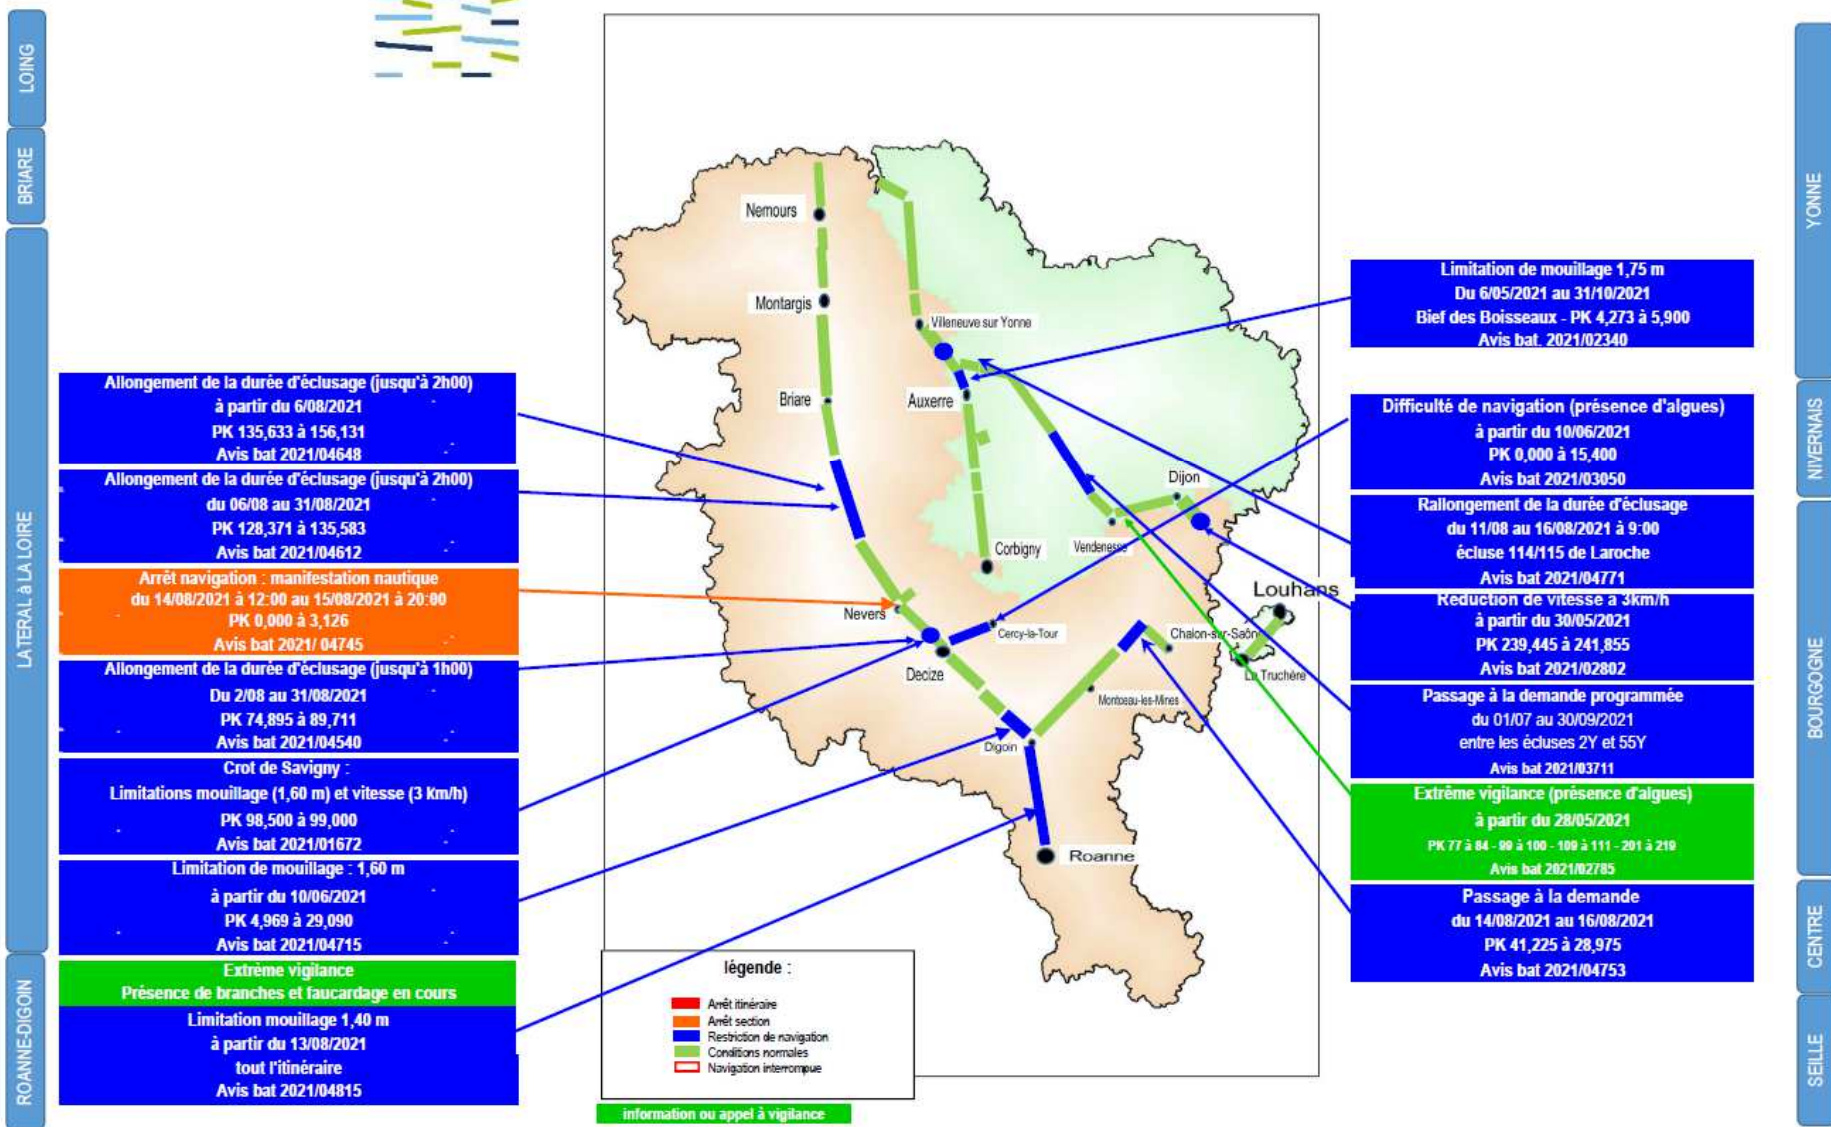 LOING
BRIARE
LATERAL à LA LOIRE
ROANNE-DIGOIN
Allongement de la durée d'éclusage (jusqu'à 2h00)
à partir du 6/08/2021
PK 135,633 à 156,131
Avis bat 2021/04648
Allongement de la durée d'éclusage (jusqu'à 2h00)
du 06/08 au 31/08/2021
PK 128,371 à 135,583
Avis bat 2021/04612
Arrêt navigation : manifestation nautique
du 14/08/2021 à 12:00 au 15/08/2021 à 20:00
PK 0,000 à 3,126
Avis bat 2021/ 04745
Allongement de la durée d'éclusage (jusqu'à 1h00)
Du 2/08 au 31/08/2021
PK 74,895 à 89,711
Avis bat 2021/04540
Crot de Savigny :
Limitations mouillage (1,60 m) et vitesse (3 Km/h)
PK 98,500 à 99,000
Avis bat 2021/01672
Limitation de mouillage : 1,60 m
à partir du 10/06/2021
PK 4,969 à 29,090
Avis bat 2021/04715
Extrême vigilance
Présence de branches et faucardage en cours
Limitation mouillage 1,40 m
à partir du 13/08/2021
tout l'itinéraire
Avis bat 2021/04815
Nemours
Montargis
Villeneuve sur Yonne
Briare
Auxerre
Dijon
Corbigny
Vendenesse
Louhans
Nevers
Cercy-la-Tour
Chalon-sur-Saône
Decize
La Truchère
Montceau-les-Mines
Digoin
Roanne
légende :
Arrêt itinéraire
Arrêt section
Restriction de navigation
Conditions normales
Navigation interrompue
information ou appel à vigilance
Limitation de mouillage 1,75 m
Du 6/05/2021 au 31/10/2021
Bief des Boisseaux - PK 4,273 à 5,900
Avis bat. 2021/02340
Difficulté de navigation (présence d'algues)
à partir du 10/06/2021
PK 0,000 à 15,400
Avis bat 2021/03050
Rallongement de la durée d'éclusage
du 11/08 au 16/08/2021 à 9:00
écluse 114/115 de Laroche
Avis bat 2021/04771
Réduction de vitesse à 3km/h
à partir du 30/05/2021
PK 239,445 à 241,855
Avis bat 2021/02802
Passage à la demande programmée
du 01/07 au 30/09/2021
entre les écluses 2Y et 55Y
Avis bat 2021/03711
Extrême vigilance (présence d'algues)
à partir du 28/05/2021
PK 77 à 84 - 99 à 100 - 109 à 111 - 201 à 219
Avis bat 2021/02785
Passage à la demande
du 14/08/2021 au 16/08/2021
PK 41,225 à 28,975
Avis bat 2021/04753
YONNE
NIVERNAIS
BOURGOGNE
CENTRE
SEILLE